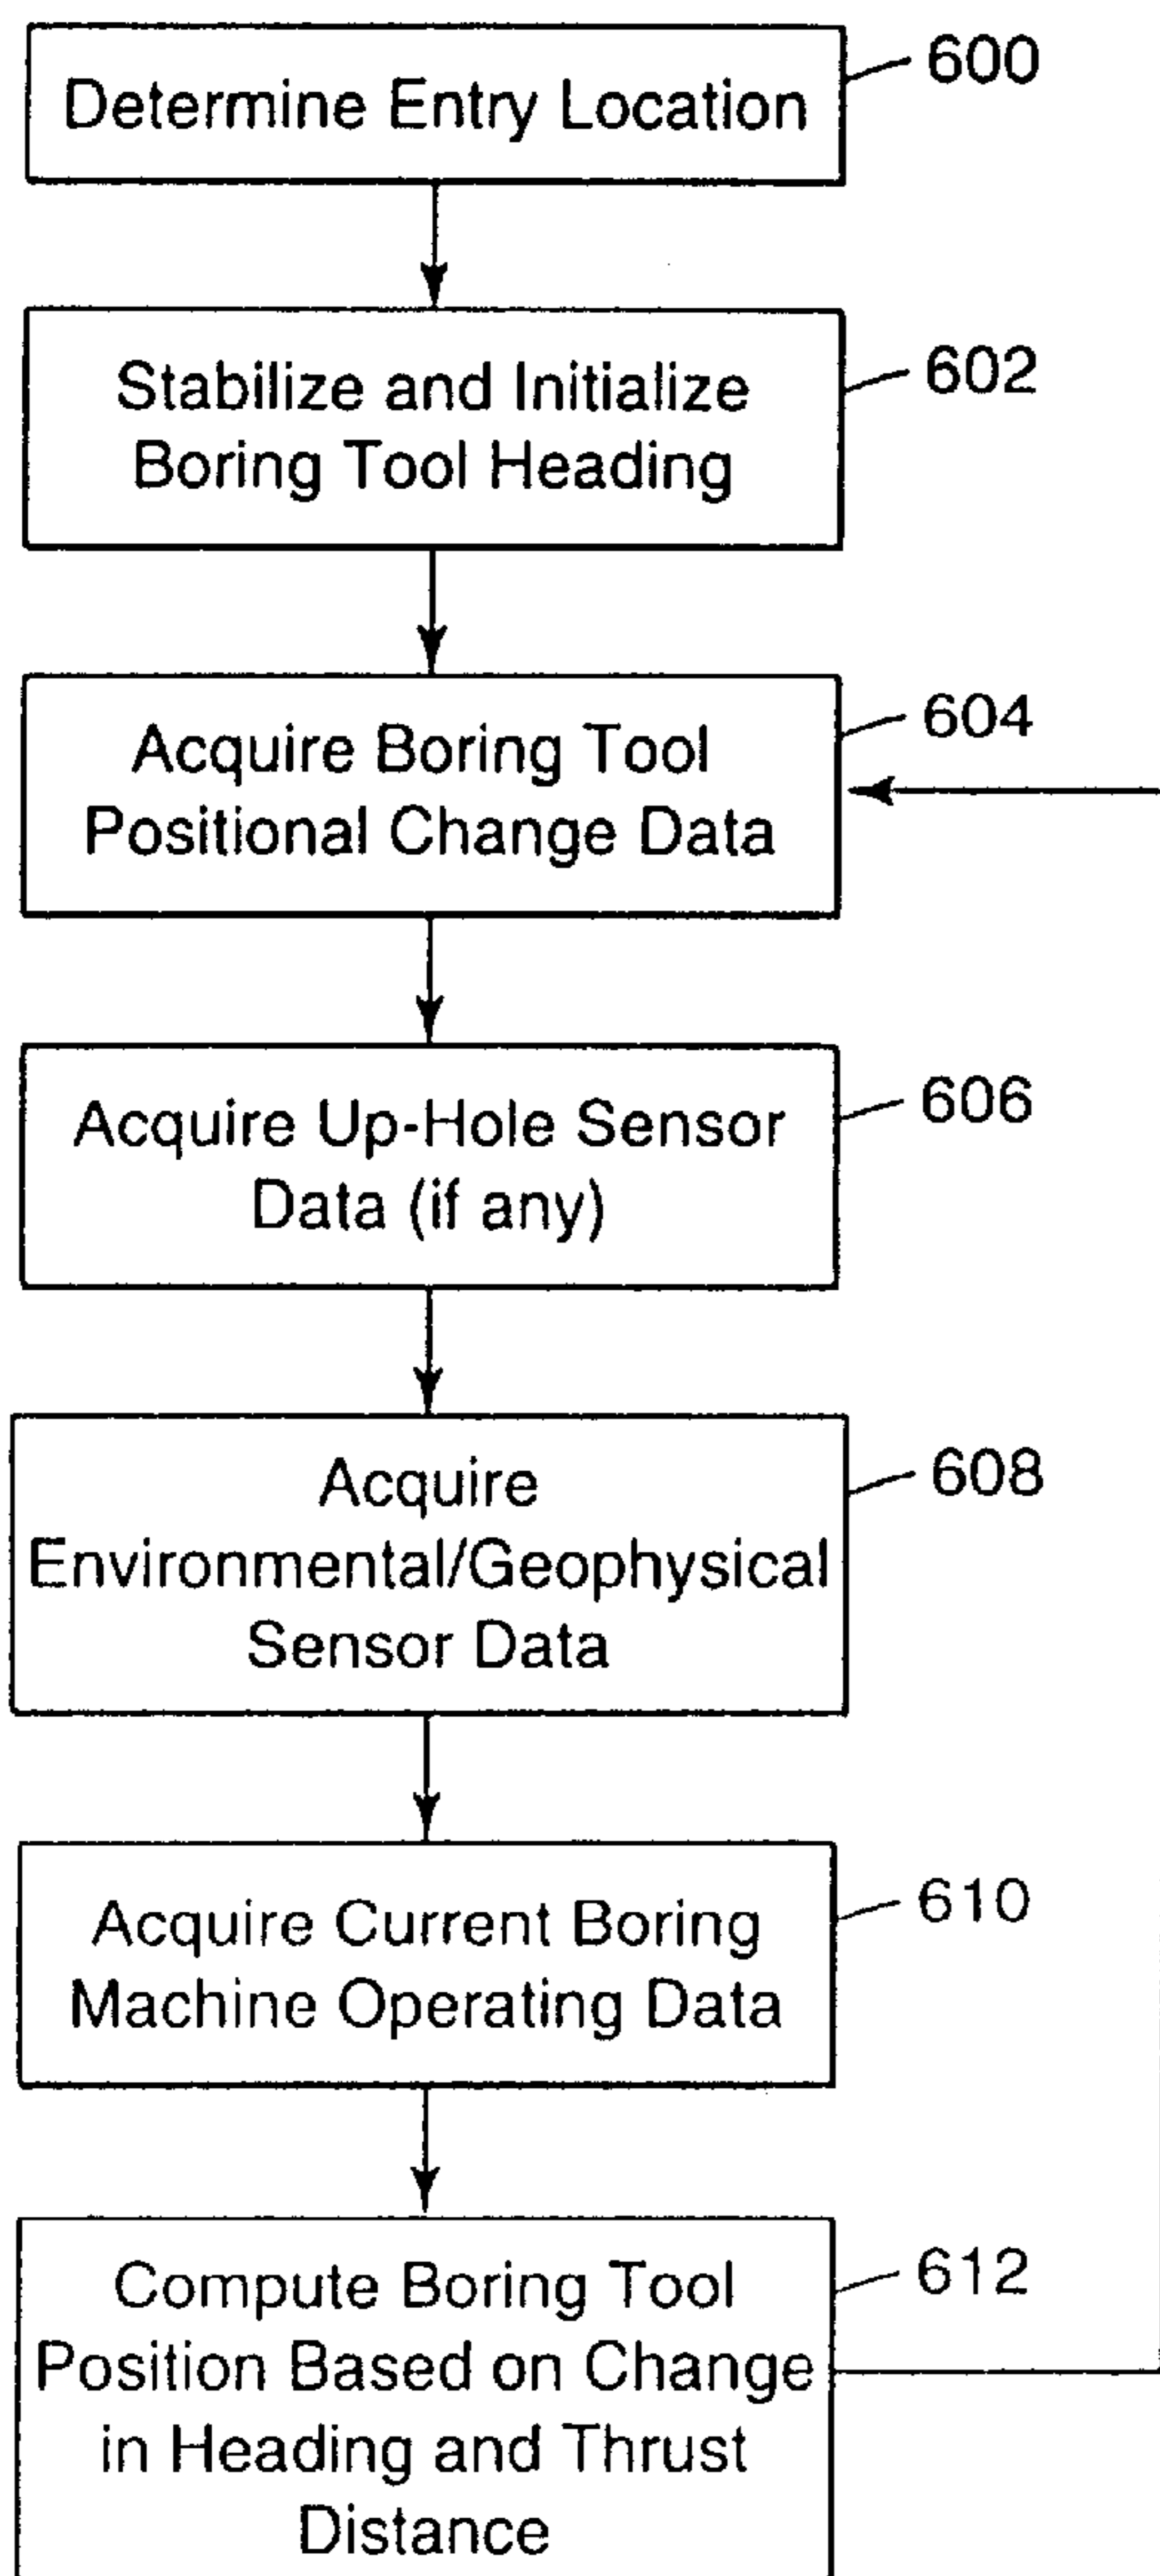 Determine Entry Location
600
Stabilize and Initialize
Boring Tool Heading
602
Acquire Boring Tool
Positional Change Data
604
Acquire Up-Hole Sensor
Data (if any)
606
Acquire
Environmental/Geophysical
Sensor Data
608
Acquire Current Boring
Machine Operating Data
610
Compute Boring Tool
Position Based on Change
in Heading and Thrust
Distance
612